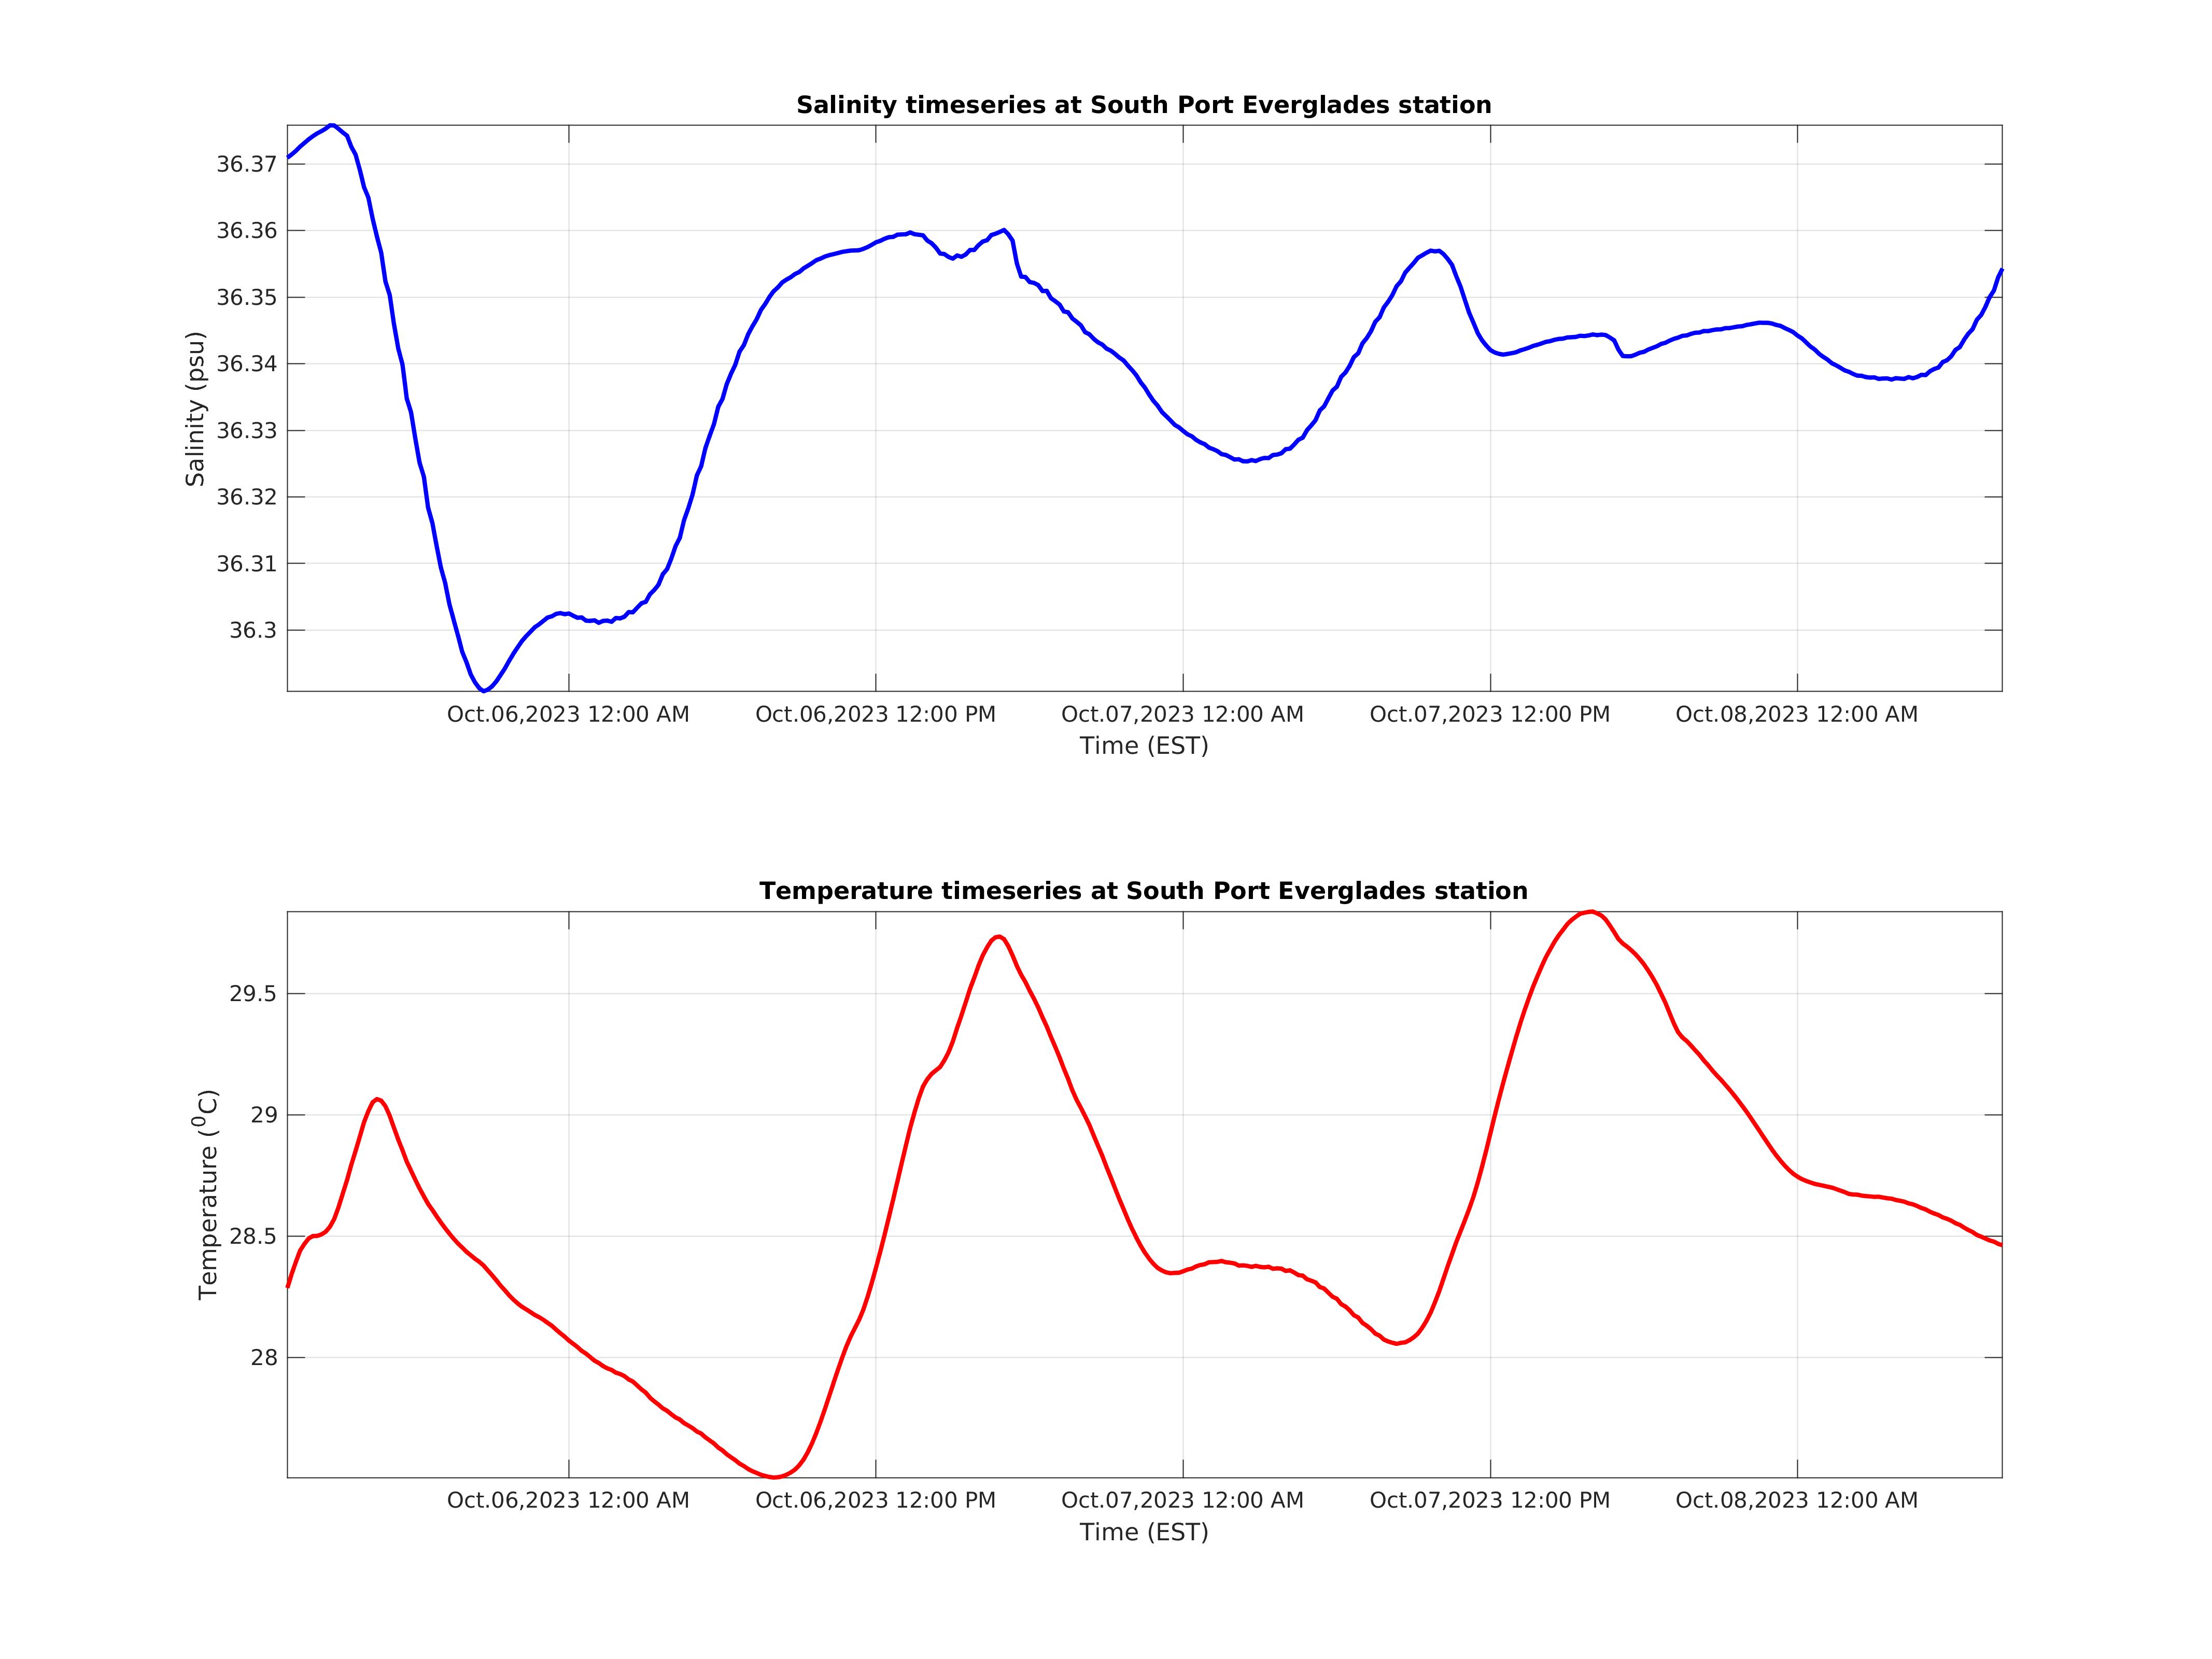 Salinity timeseries at South Port Everglades station
36.37
36.36
36.35
36.34
36.33
36.32
36.31
36.3
Salinity (psu)
Oct.06,2023 12:00 AM Oct.06,2023 12:00 PM Oct.07,2023 12:00 AM Oct.07,2023 12:00 PM Oct.08,2023 12:00 AM
Time (EST)
Temperature timeseries at South Port Everglades station
29.5
29
28.5
28
Temperature (⁰C)
Oct.06,2023 12:00 AM Oct.06,2023 12:00 PM Oct.07,2023 12:00 AM Oct.07,2023 12:00 PM Oct.08,2023 12:00 AM
Time (EST)